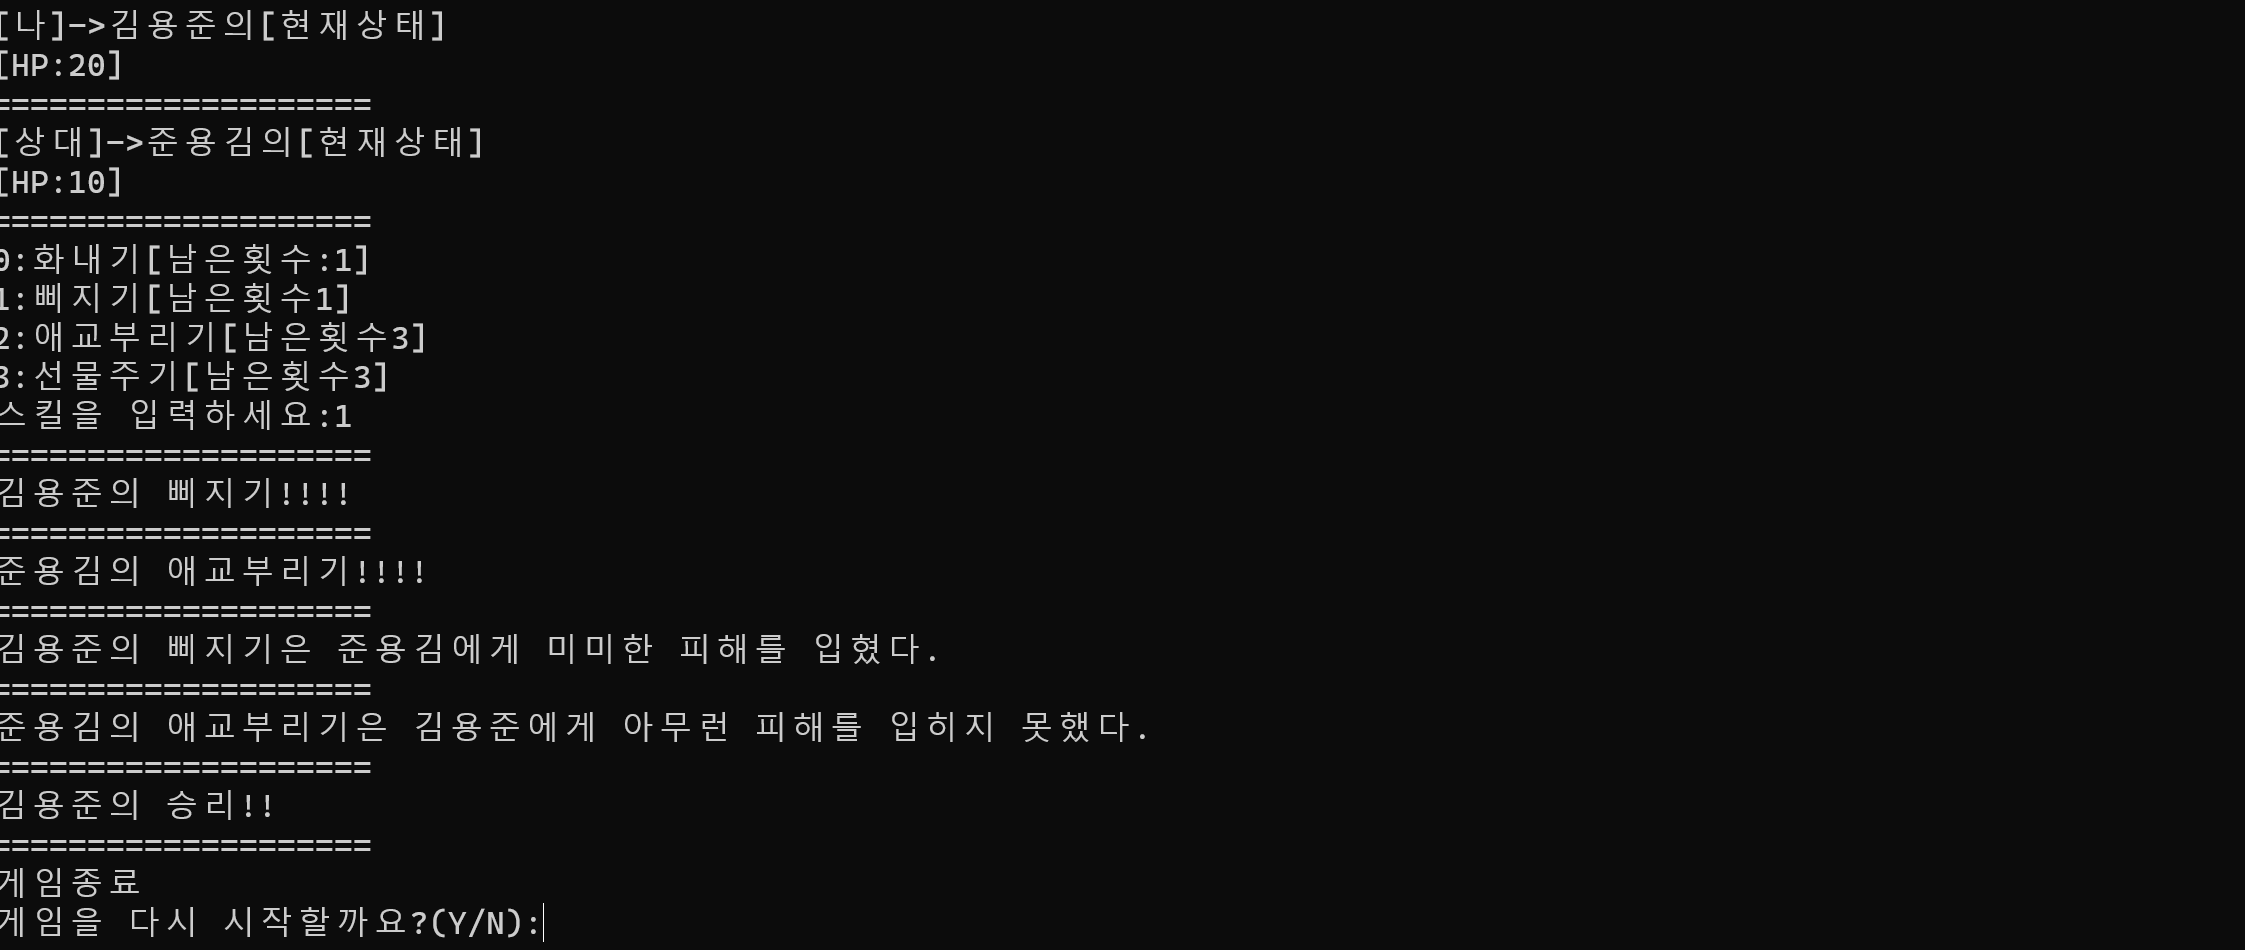 [나]->김용준의[현재상태]
[HP:20]
====================
[상대]->준용김의[현재상태]
[HP:10]
====================
0:화내기[남은횟수:1]
1:삐지기[남은횟수1]
2:애교부리기[남은횟수3]
3:선물주기[남은횟수3]
스킬을 입력하세요:1
====================
김용준의 삐지기!!!!
====================
준용김의 애교부리기!!!!
====================
김용준의 삐지기은 준용김에게 미미한 피해를 입혔다.
====================
준용김의 애교부리기은 김용준에게 아무런 피해를 입히지 못했다.
====================
김용준의 승리!!
====================
게임종료
게임을 다시 시작할까요?(Y/N):